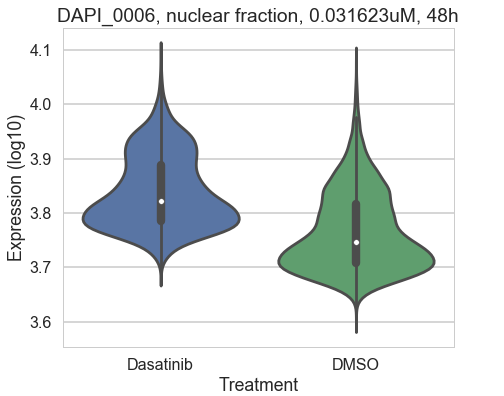 DAPI_0006, nuclear fraction, 0.031623uM, 48h
4.1
4.0
3.9
3.8
3.7
3.6
Expression (log10)
Dasatinib DMSO
Treatment